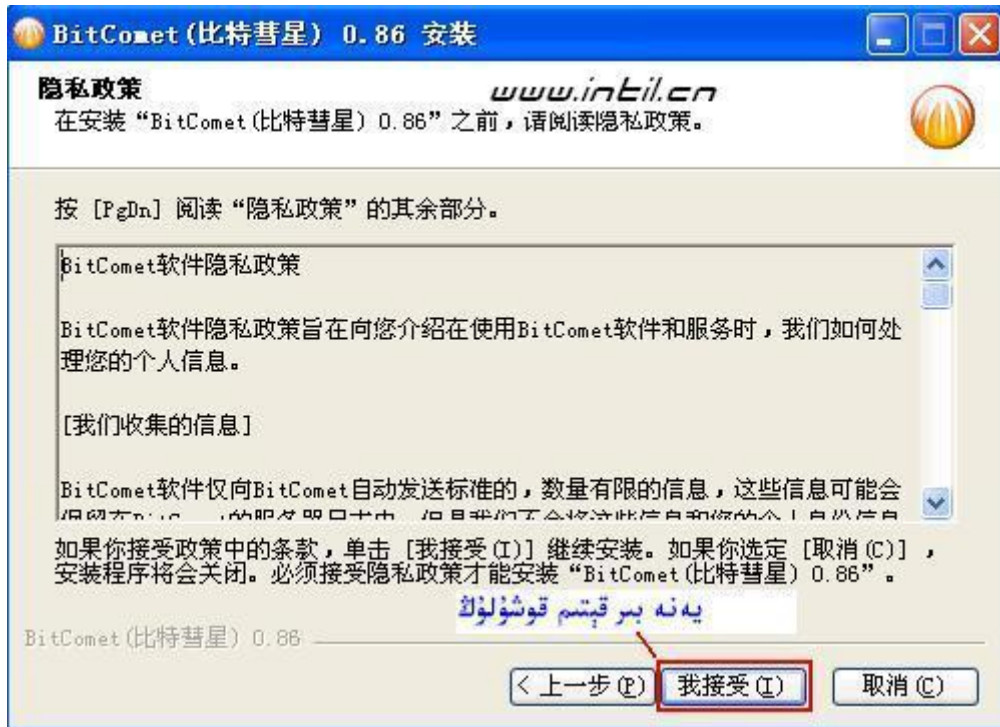 BitComet(比特彗星) 0.86 安装
隐私政策
www.intil.cn
在安装“BitComet(比特彗星) 0.86”之前，请阅读隐私政策。
按 [PgDn] 阅读“隐私政策”的其余部分。
BitComet软件隐私政策
BitComet软件隐私政策旨在向您介绍在使用BitComet软件和服务时，我们如何处
理您的个人信息。
[我们收集的信息]
BitComet软件仅向BitComet自动发送标准的，数量有限的信息，这些信息可能会
如果你接受政策中的条款，单击 [我接受(I)] 继续安装。如果你选定 [取消(C)] ，
安装程序将会关闭。必须接受隐私政策才能安装“BitComet(比特彗星) 0.86”。
يەنە بىر قېتىم قوشۇلۇڭ
BitComet(比特彗星) 0.86
< 上一步(P)
我接受(I)
取消(C)